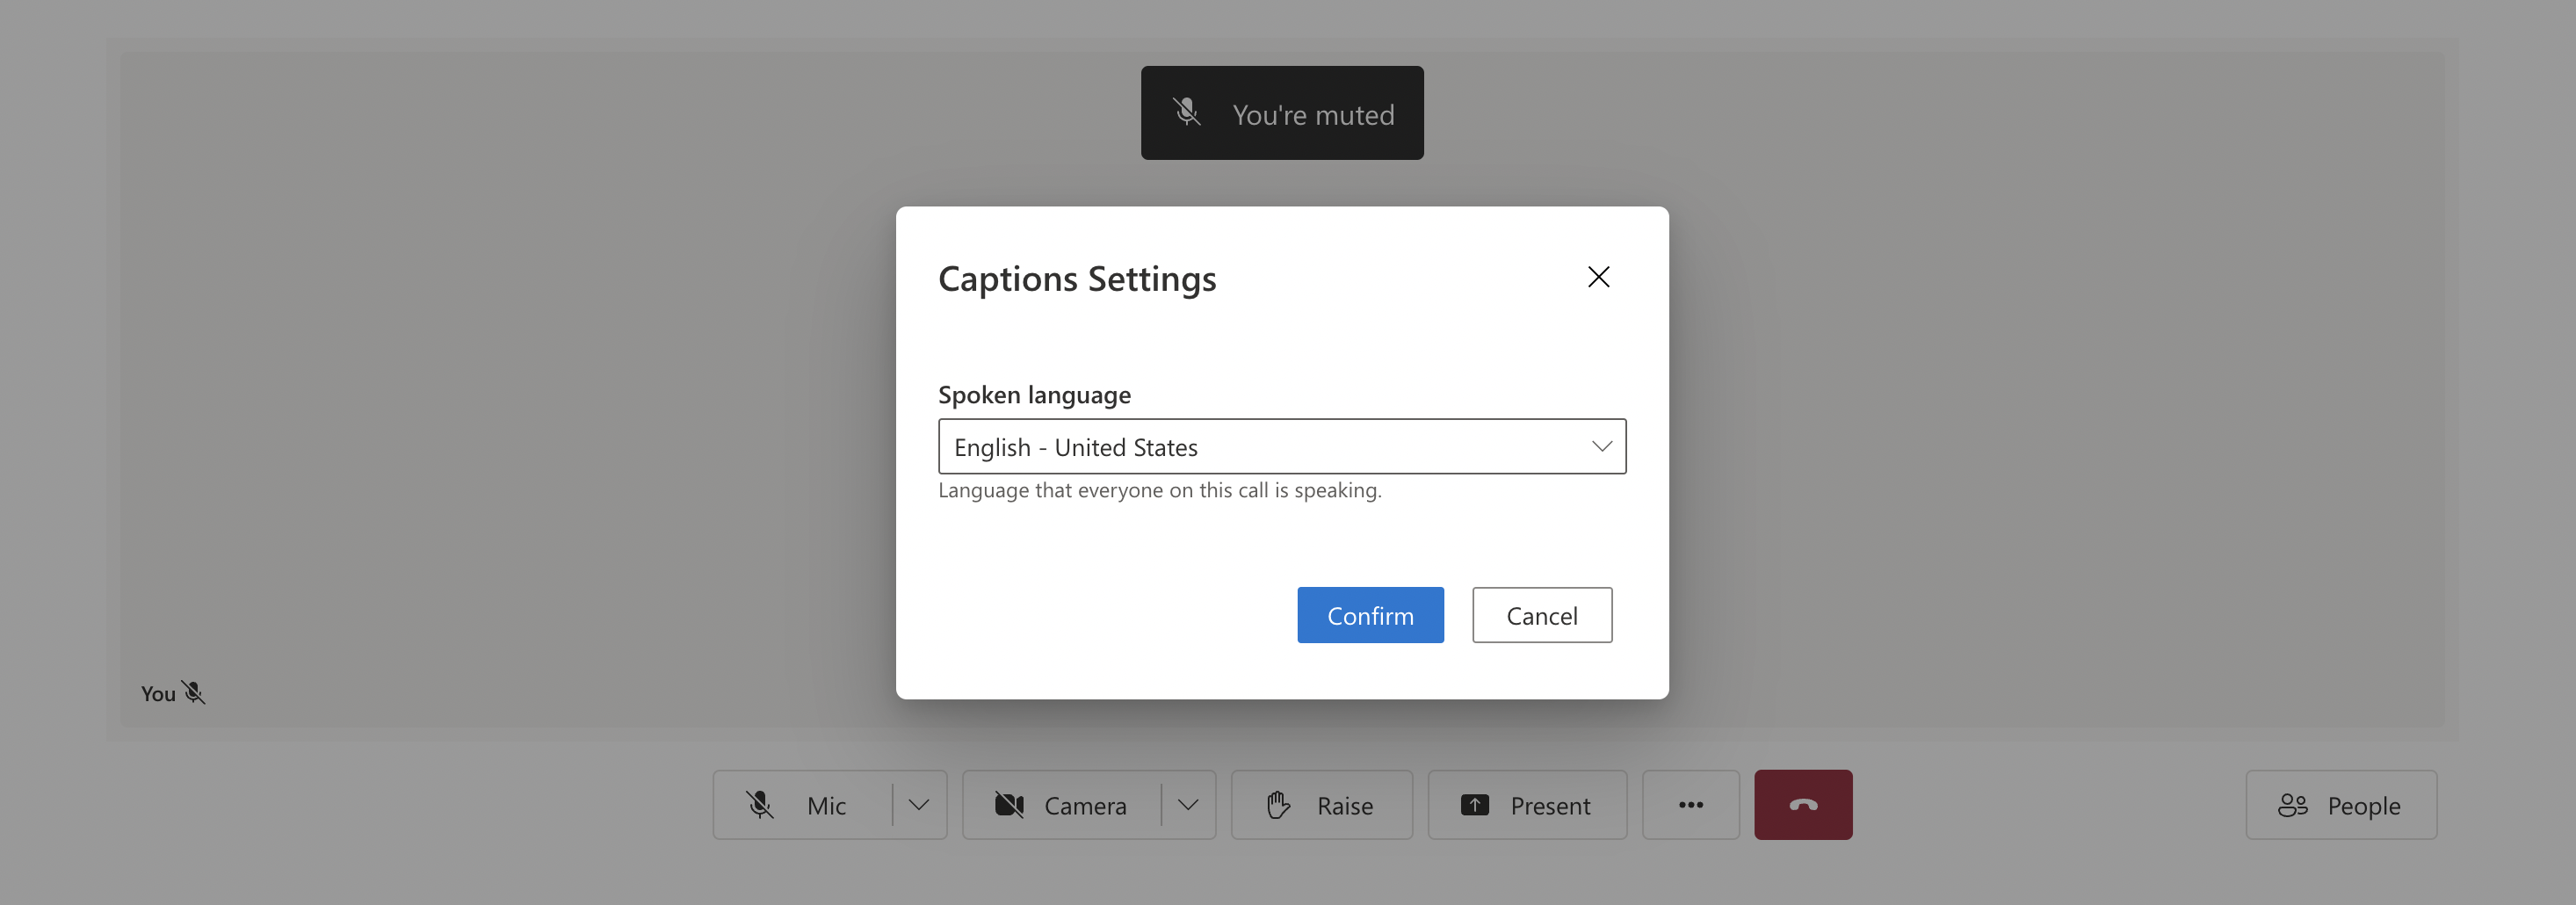 You're muted
Captions Settings
Spoken language
English - United States
Language that everyone on this call is speaking.
Confirm
Cancel
You
Mic
Camera
Raise
Present
People